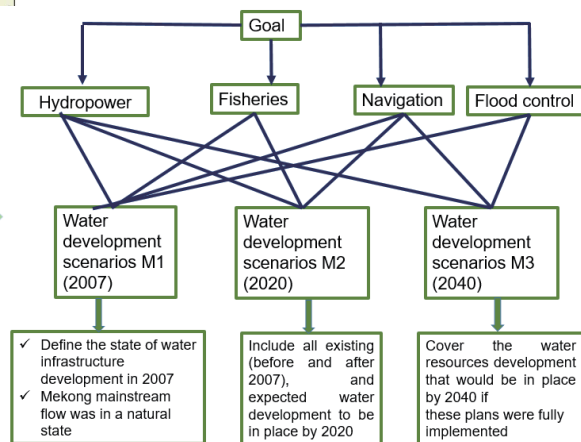 Goal
Hydropower
Fisheries
Navigation
Flood control
Water
development
scenarios M1
(2007)
Water
development
scenarios M2
(2020)
Water
development
scenarios M3
(2040)
✓ Define the state of water
infrastructure
development in 2007
✓ Mekong mainstream
flow was in a natural
state
Include all existing
(before and after
2007), and
expected water
development to be
in place by 2020
Cover the water
resources development
that would be in place
by 2040 if
these plans were fully
implemented